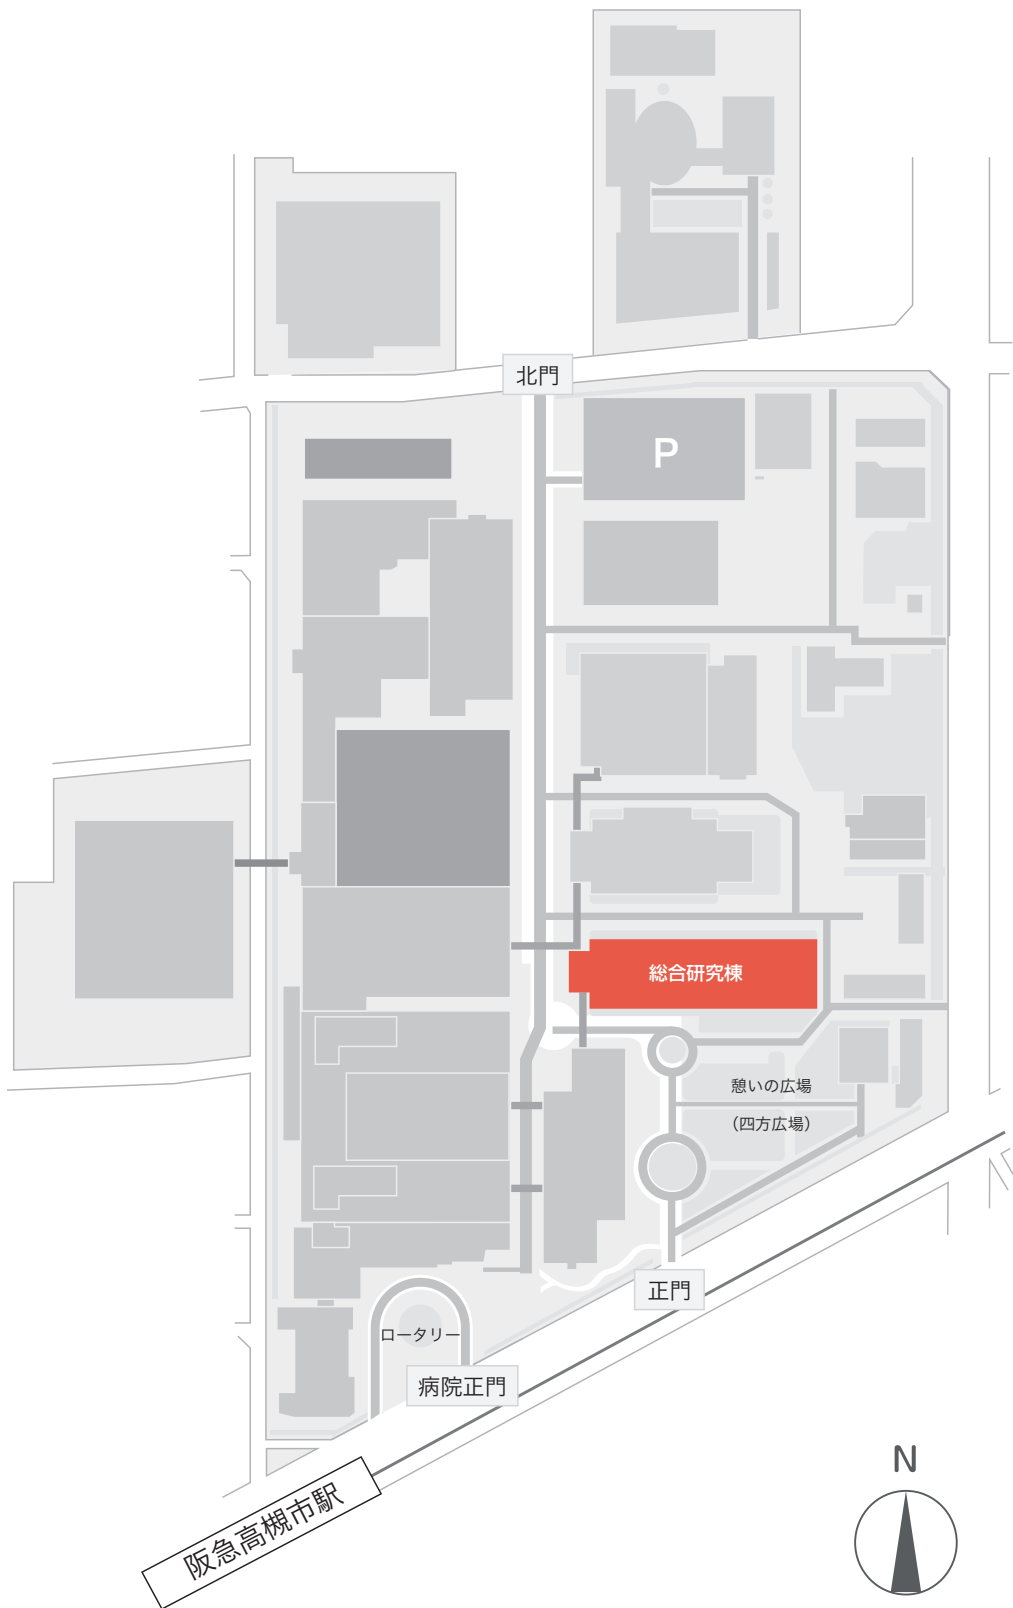 北門
P
総合研究棟
憩いの広場
（四方広場）
正門
ロータリー
病院正門
N
阪急高槻市駅